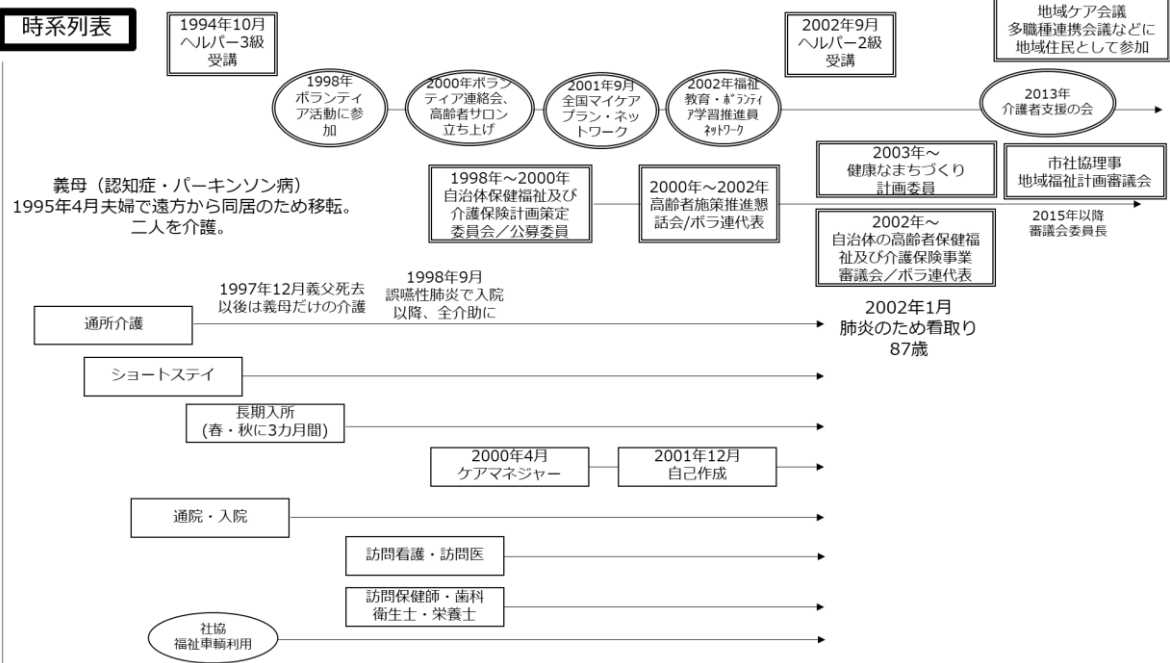 時系列表
1994年10月
ヘルパー3級
受講
2002年9月
ヘルパー2級
受講
地域ケア会議
多職種連携会議などに
地域住民として参加
1998年
ボランティ
ア活動に参
加
2000年ボラン
ティア連絡会、
高齢者サロン
立ち上げ
2001年9月
全国マイケア
プラン・ネッ
トワーク
2002年福祉
教育・ボランティ
ア学習推進員
ネットワーク
2013年
介護者支援の会
義母（認知症・パーキンソン病）
1995年4月夫婦で遠方から同居のため移転。
二人を介護。
1998年～2000年
自治体保健福祉及び
介護保険計画策定
委員会／公募委員
2000年～2002年
高齢者施策推進懇
話会/ボラ連代表
2003年～
健康なまちづくり
計画委員
市社協理事
地域福祉計画審議会
2002年～
自治体の高齢者保健福
祉及び介護保険事業
審議会／ボラ連代表
2015年以降
審議会委員長
1997年12月義父死去
以後は義母だけの介護
1998年9月
誤嚥性肺炎で入院
以降、全介助に
2002年1月
肺炎のため看取り
87歳
通所介護
ショートステイ
長期入所
(春・秋に3カ月間)
2000年4月
ケアマネジャー
2001年12月
自己作成
通院・入院
訪問看護・訪問医
訪問保健師・歯科
衛生士・栄養士
社協
福祉車輌利用